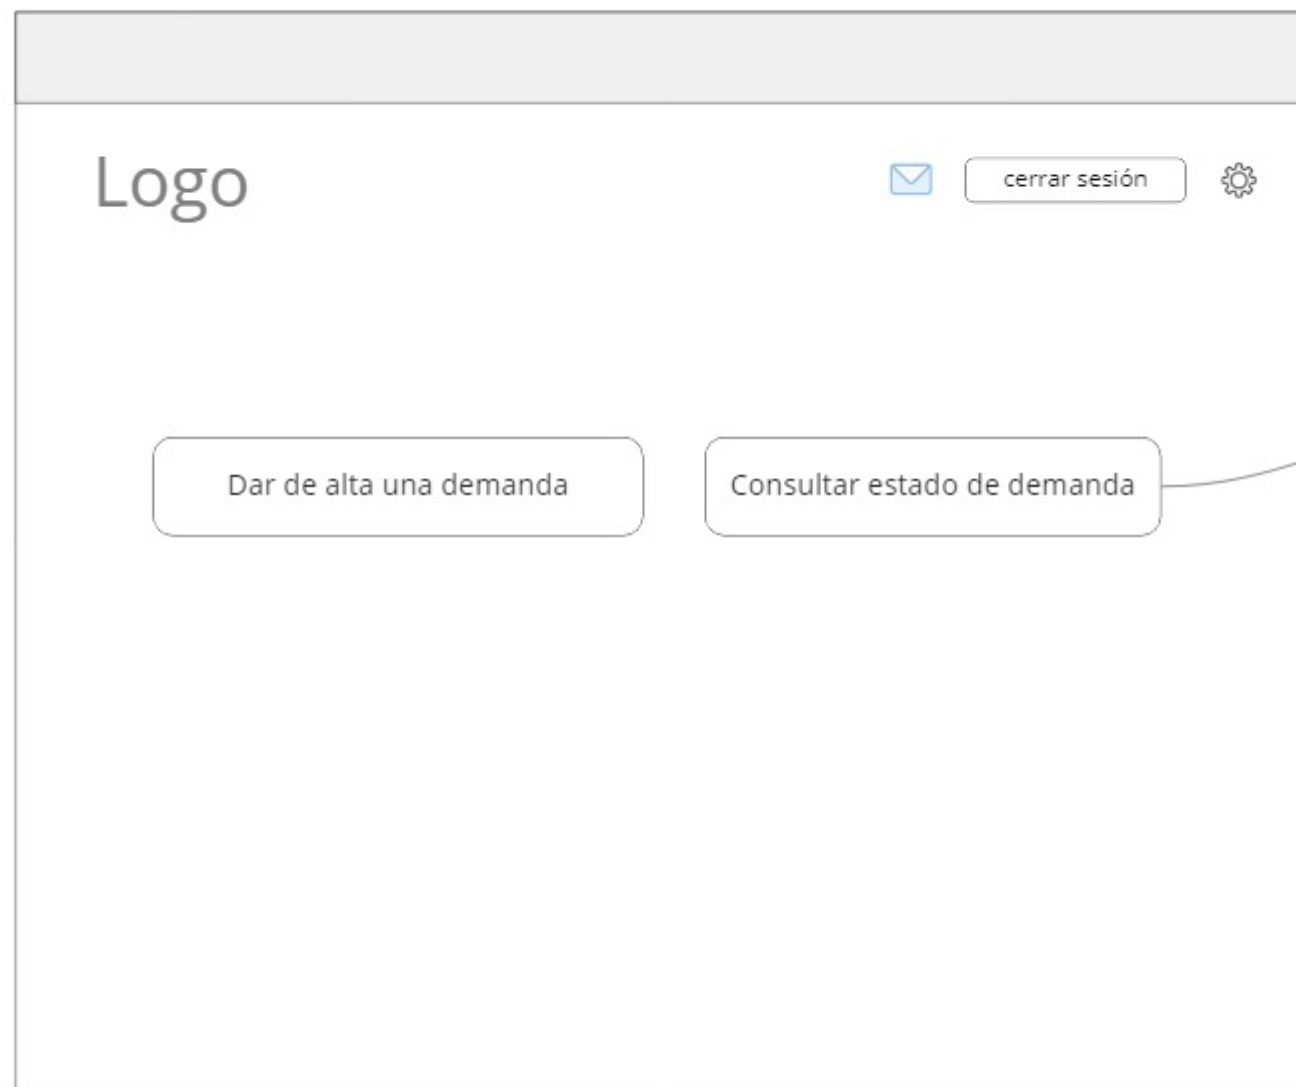 Logo
cerrar sesión
Dar de alta una demanda
Consultar estado de demanda